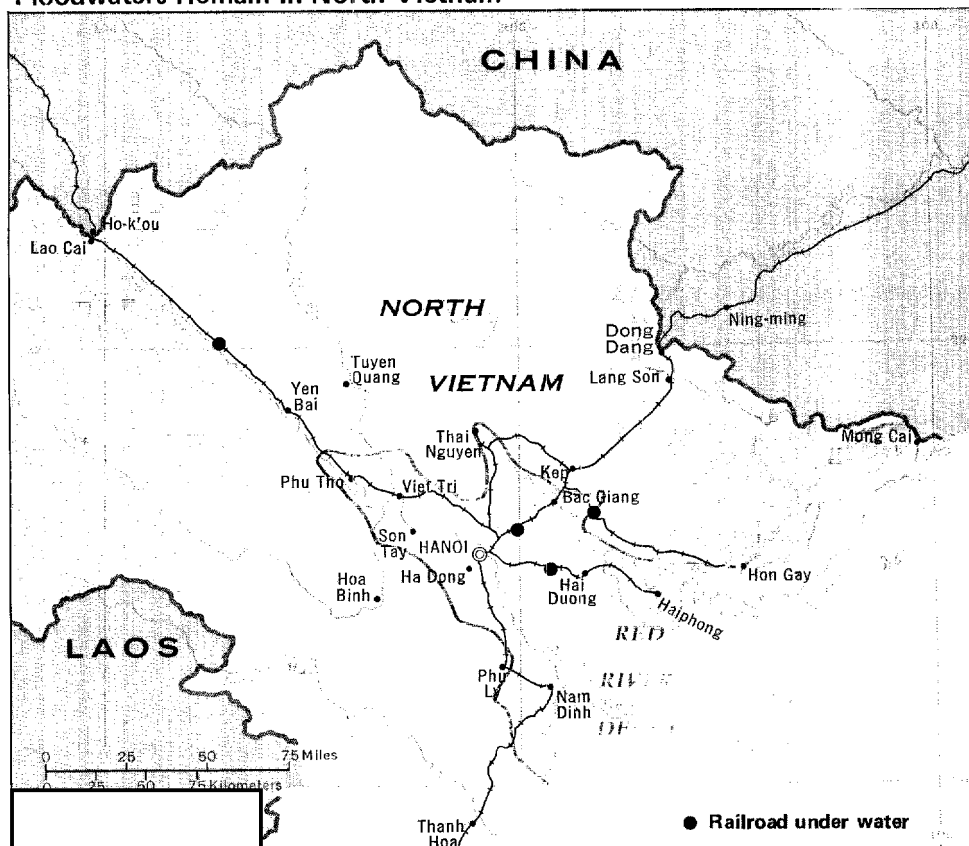 Floodwaters Remain in North Vietnam
CHINA
Ho-k'ou
Lao Cai
NORTH
VIETNAM
Dong
Dang
Ning-ming
Lang Son
Tuyen
Quang
Yen
Bai
Mong Cai
Thai
Nguyen
Kep
Phu Tho
Viet Tri
Bac Giang
Son
Tay
HANOI
Ha Dong
Hoa
Binh
Hai
Duong
Hon Gay
Haiphong
LAOS
RED
RIVER
Phu
Ly
Nam
Dinh
0 25 50 75 Miles
0 25 50 75 Kilometers
Thanh
Hoa
Railroad under water